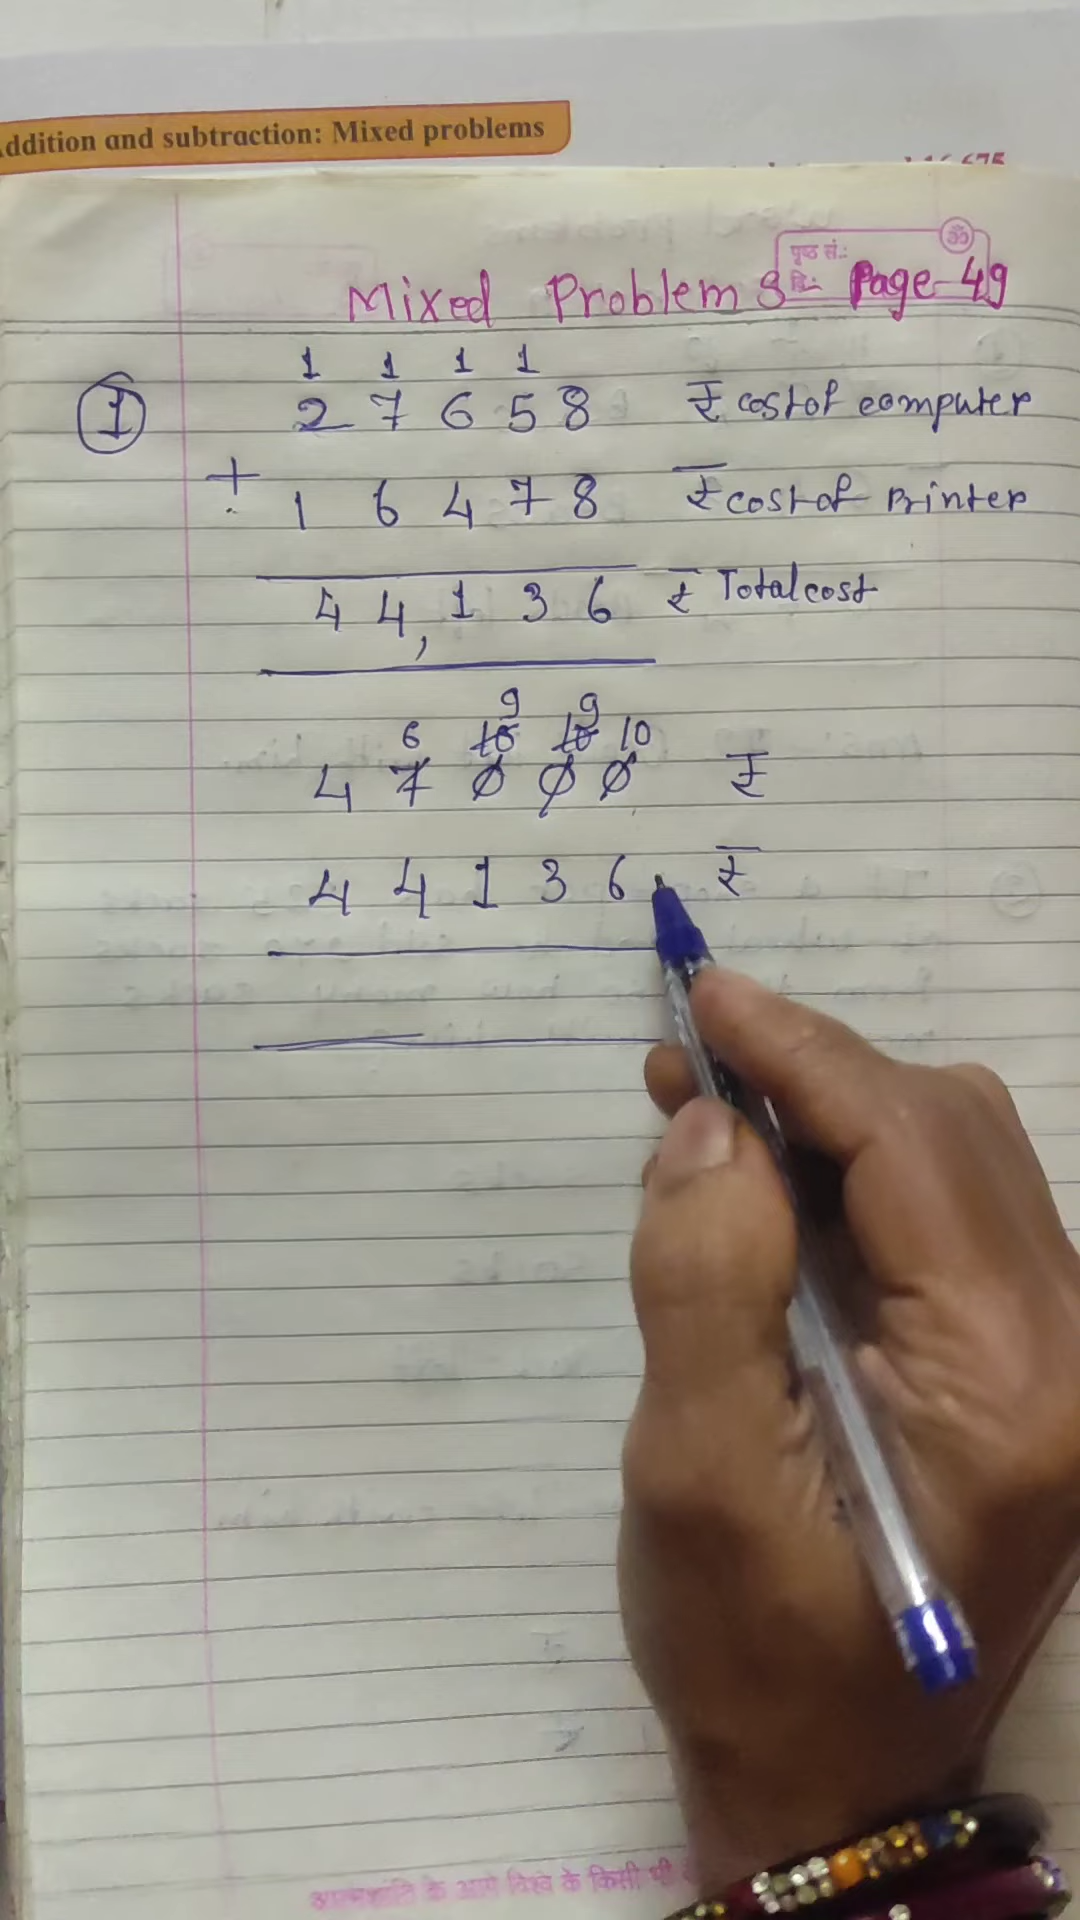 ddition and subtraction: Mixed problems
पृष्ठ सं.:
दि.:
Mixed Problems:- Page-49
1 1 1 1
1 2 7 6 5 8 ₹ cost of computer
+ 1 6 4 7 8 ₹ cost of Printer
4 4, 1 3 6 ₹ Total cost
9 9
6 10 10 10
4 7 0 0 0 ₹
4 4 1 3 6 ₹
के आगे विश्व के किसी भी